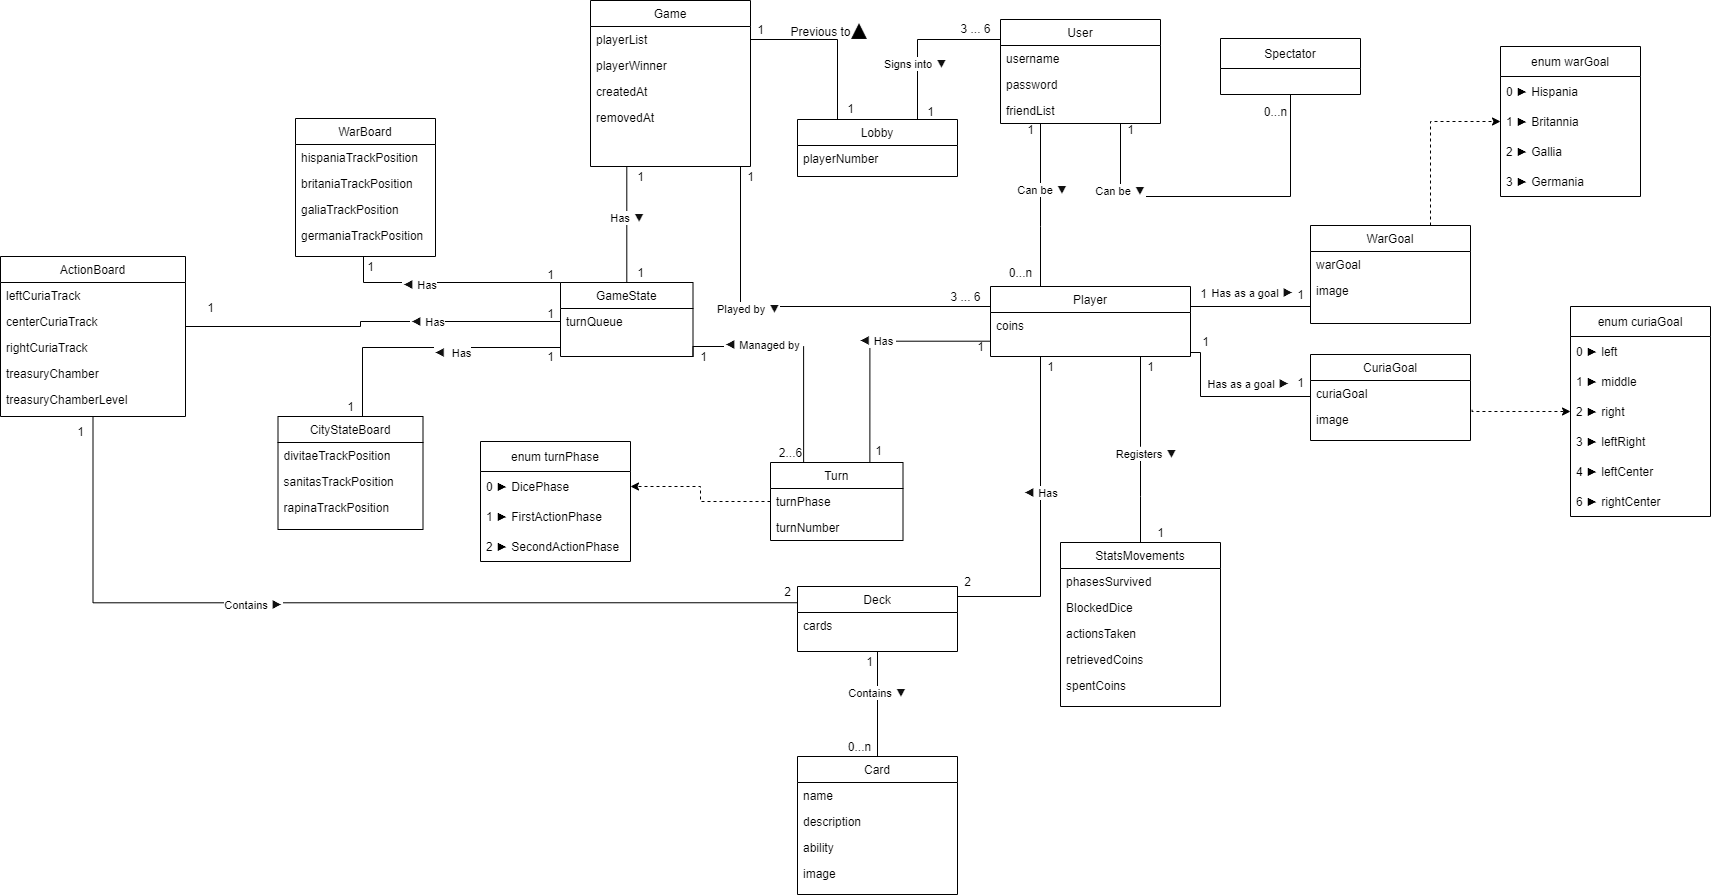 Game
playerList
playerWinner
createdAt
removedAt
1
Previous to ▲
1
3 ... 6
Signs into ▼
1
User
username
password
friendList
Spectator
0...n
enum warGoal
0 ► Hispania
1 ► Britannia
2 ► Gallia
3 ► Germania
Lobby
playerNumber
WarBoard
hispaniaTrackPosition
britaniaTrackPosition
galiaTrackPosition
germaniaTrackPosition
1
1
1
1
Has ▼
1
Can be ▼
Can be ▼
0...n
WarGoal
warGoal
image
ActionBoard
leftCuriaTrack
centerCuriaTrack
rightCuriaTrack
treasuryChamber
treasuryChamberLevel
1
1
◄ Has
1
GameState
turnQueue
1
◄ Has
1
◄ Has
1
1
Played by ▼
3 ... 6
Player
coins
1
Has as a goal ►
1
enum curiaGoal
0 ► left
1 ► middle
2 ► right
3 ► leftRight
4 ► leftCenter
6 ► rightCenter
1
◄ Managed by
◄ Has
1
1
Has as a goal ►
1
CuriaGoal
curiaGoal
image
1
CityStateBoard
divitaeTrackPosition
sanitasTrackPosition
rapinaTrackPosition
1
1
enum turnPhase
0 ► DicePhase
1 ► FirstActionPhase
2 ► SecondActionPhase
2...6
1
Turn
turnPhase
turnNumber
Registers ▼
◄ Has
1
StatsMovements
phasesSurvived
BlockedDice
actionsTaken
retrievedCoins
spentCoins
Contains ►
2
2
Deck
cards
1
Contains ▼
0...n
Card
name
description
ability
image